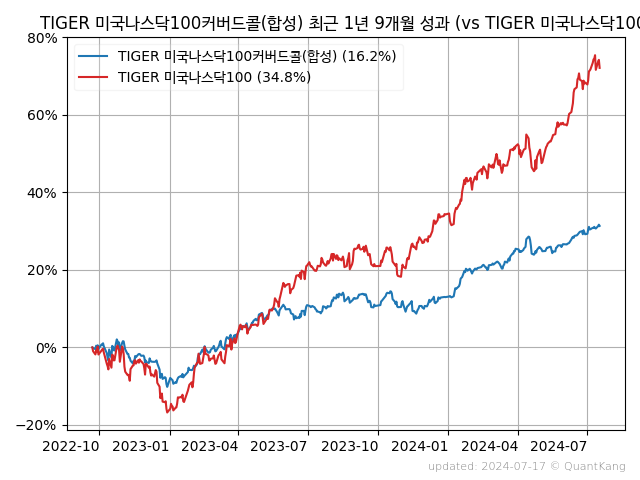 TIGER 미국나스닥100커버드콜(합성) 최근 1년 9개월 성과 (vs TIGER 미국나스닥100
80%
TIGER 미국나스닥100커버드콜(합성) (16.2%)
TIGER 미국나스닥100 (34.8%)
60%
40%
20%
0%
−20%
2022-10 2023-01 2023-04 2023-07 2023-10 2024-01 2024-04 2024-07
updated: 2024-07-17 © QuantKang